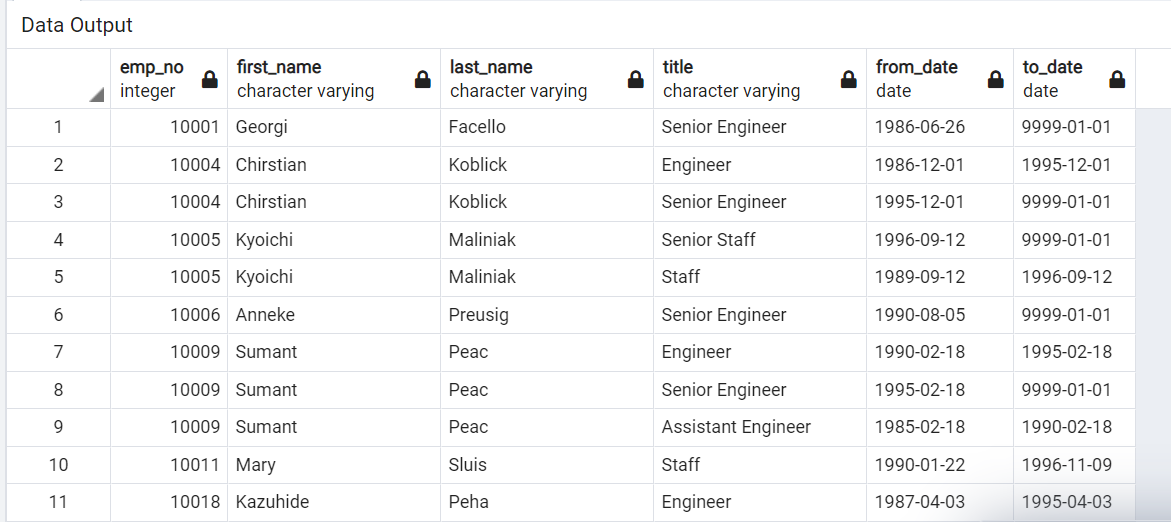 Data Output
emp_no first_name last_name title from_date to_date
integer character varying character varying character varying date date
1 10001 Georgi Facello Senior Engineer 1986-06-26 9999-01-01
2 10004 Chirstian Koblick Engineer 1986-12-01 1995-12-01
3 10004 Chirstian Koblick Senior Engineer 1995-12-01 9999-01-01
4 10005 Kyoichi Maliniak Senior Staff 1996-09-12 9999-01-01
5 10005 Kyoichi Maliniak Staff 1989-09-12 1996-09-12
6 10006 Anneke Preusig Senior Engineer 1990-08-05 9999-01-01
7 10009 Sumant Peac Engineer 1990-02-18 1995-02-18
8 10009 Sumant Peac Senior Engineer 1995-02-18 9999-01-01
9 10009 Sumant Peac Assistant Engineer 1985-02-18 1990-02-18
10 10011 Mary Sluis Staff 1990-01-22 1996-11-09
11 10018 Kazuhide Peha Engineer 1987-04-03 1995-04-03